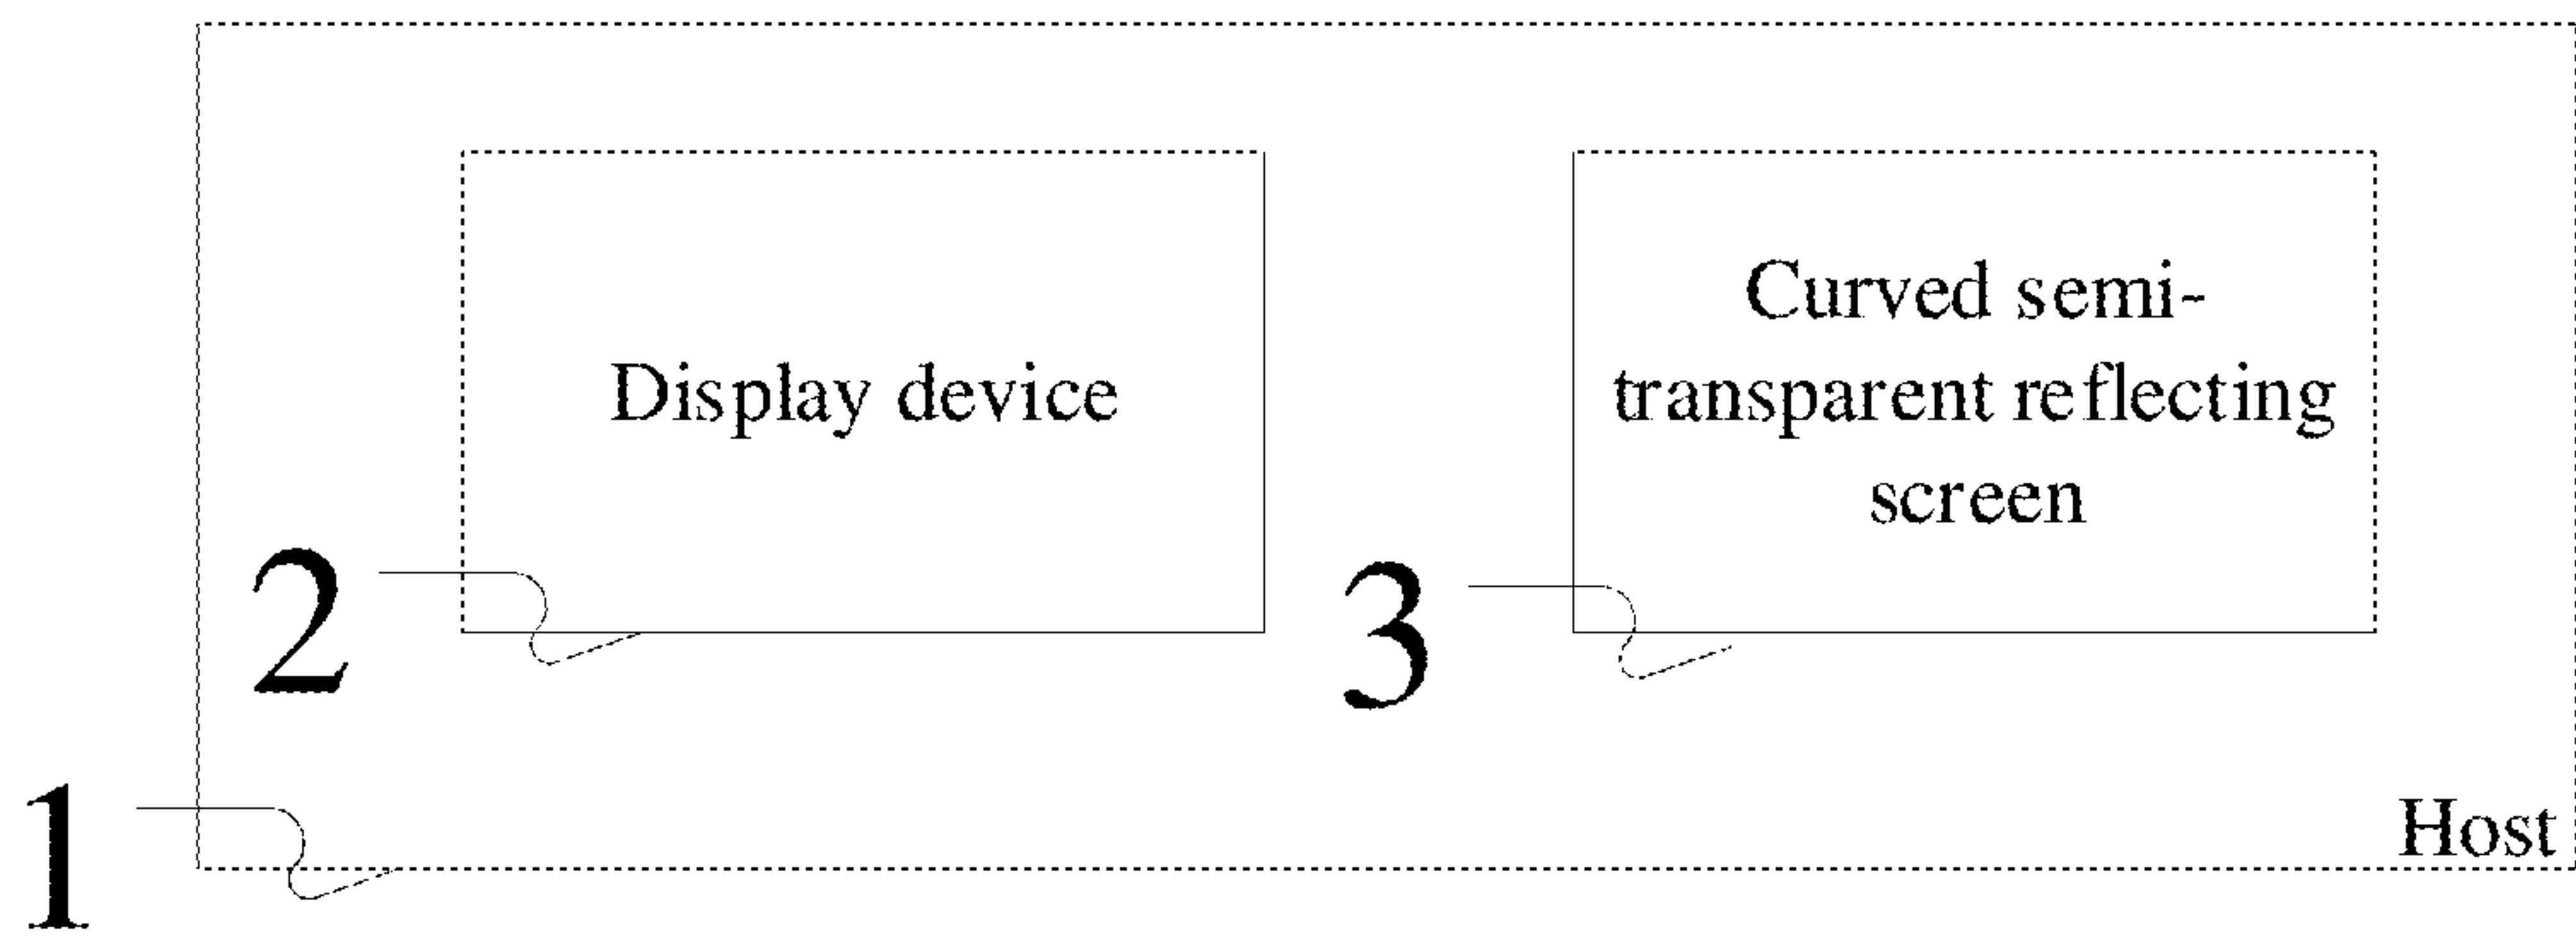 Display device
Curved semi-
transparent reflecting
screen
2
3
1
Host